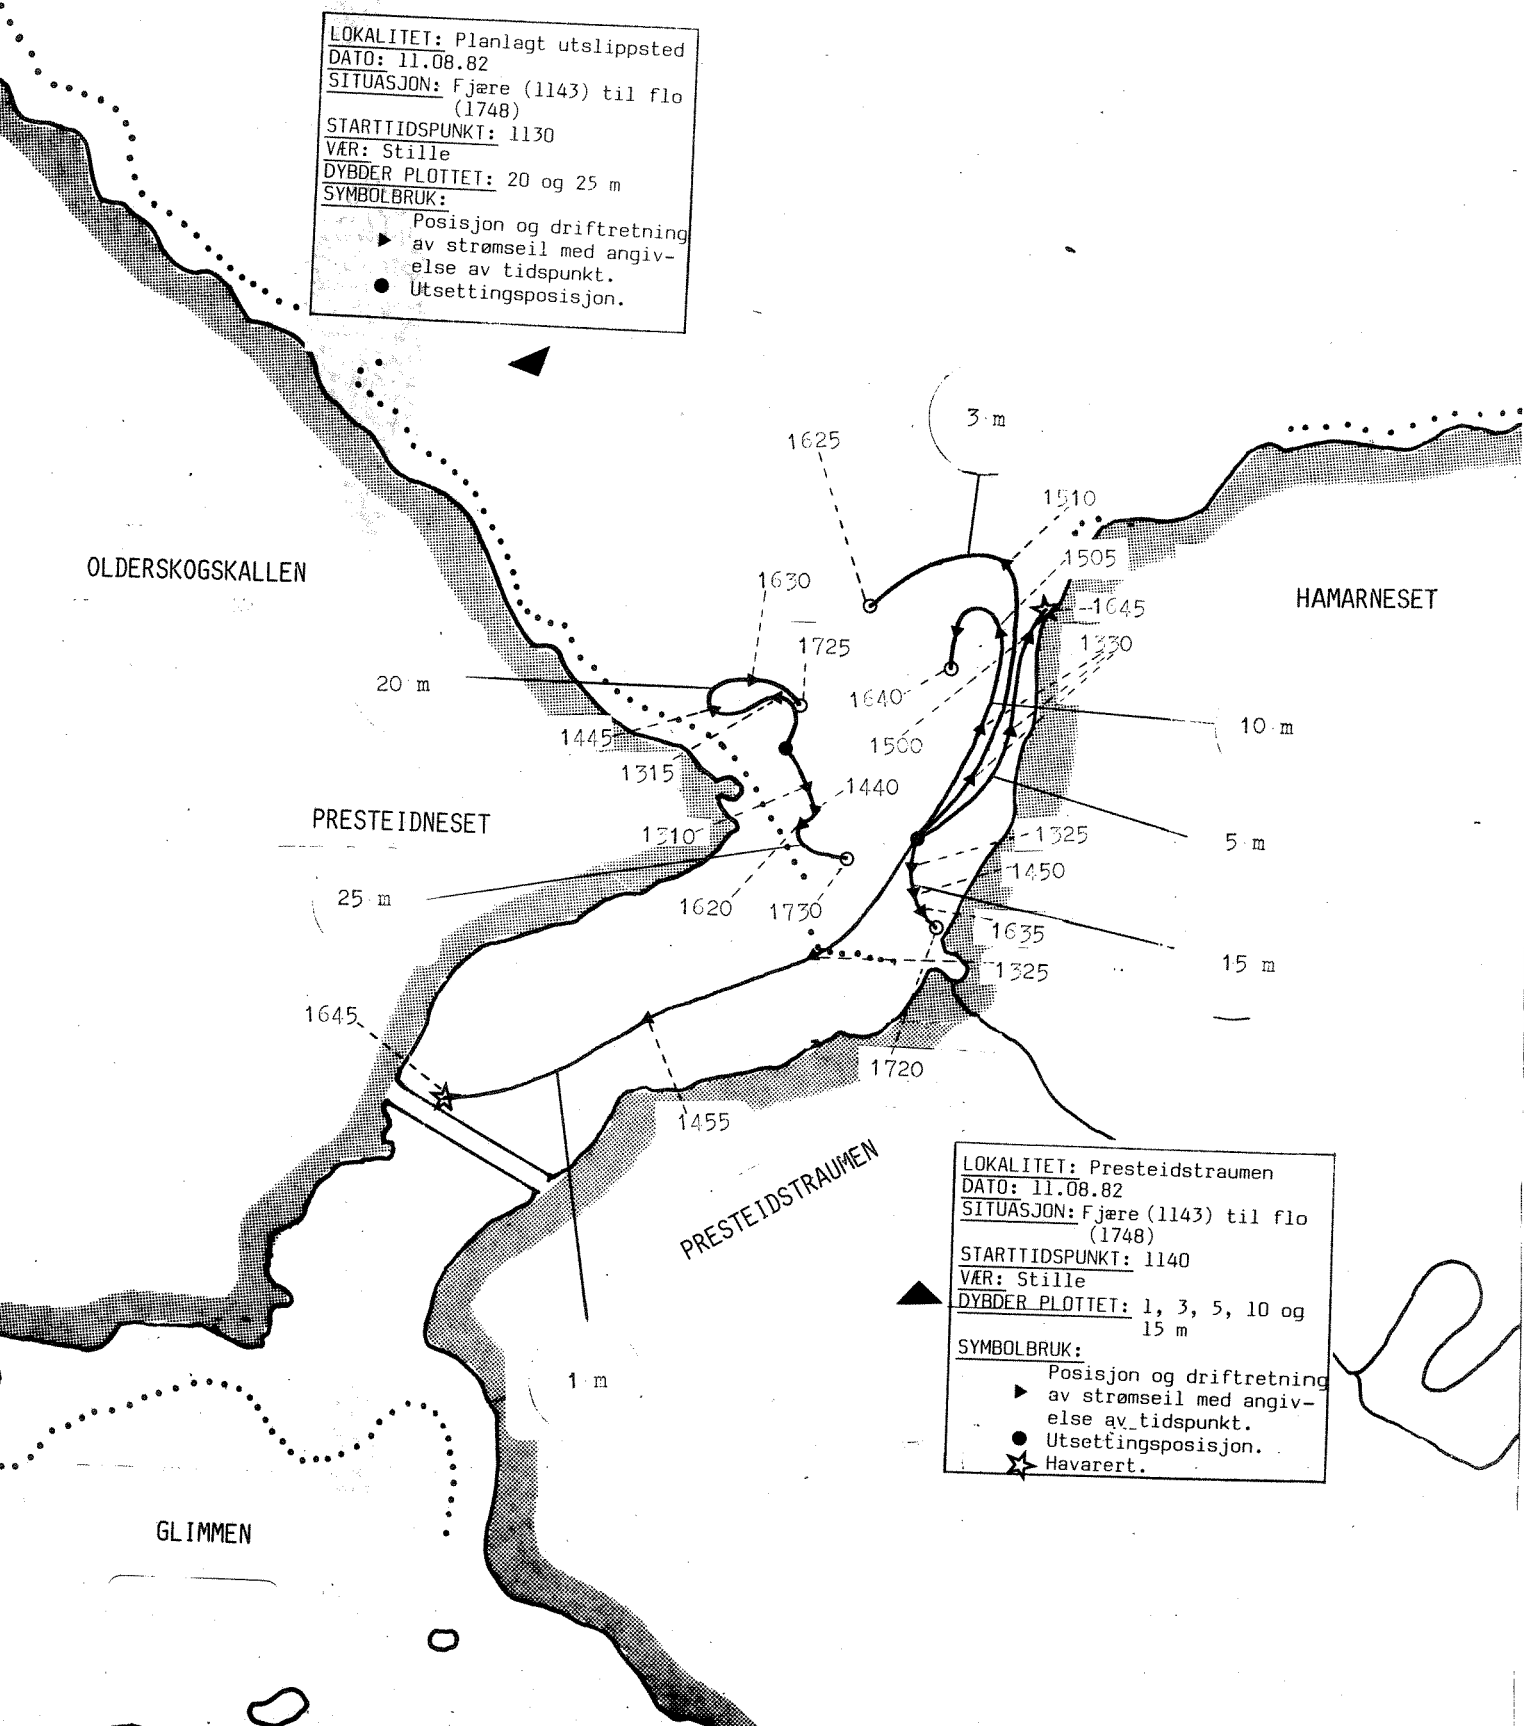 LOKALITET: Planlagt utslippsted
DATO: 11.08.82
SITUASJON: Fjære (1143) til flo
(1748)
STARTTIDSPUNKT: 1130
VÆR: Stille
DYBDER PLOTTET: 20 og 25 m
SYMBOLBRUK:
Posisjon og driftretning
av strømseil med angiv-
else av tidspunkt.
Utsettingsposisjon.
3 m
1625
1510
1505
OLDERSKOGSKALLEN
1630
HAMARNESET
1645
1725
1330
20 m
1640
10 m
1445
1500
1315
1440
PRESTEIDNESET
1310
1325
5 m
1450
25 m
1620
1730
1635
15 m
1325
1645
1720
1455
PRESTEIDSTRAUMEN
LOKALITET: Presteidstraumen
DATO: 11.08.82
SITUASJON: Fjære (1143) til flo
(1748)
STARTTIDSPUNKT: 1140
VÆR: Stille
DYBDER PLOTTET: 1, 3, 5, 10 og
15 m
SYMBOLBRUK:
Posisjon og driftretning
av strømseil med angiv-
else av tidspunkt.
Utsettingsposisjon.
Havarert.
1 m
GLIMMEN